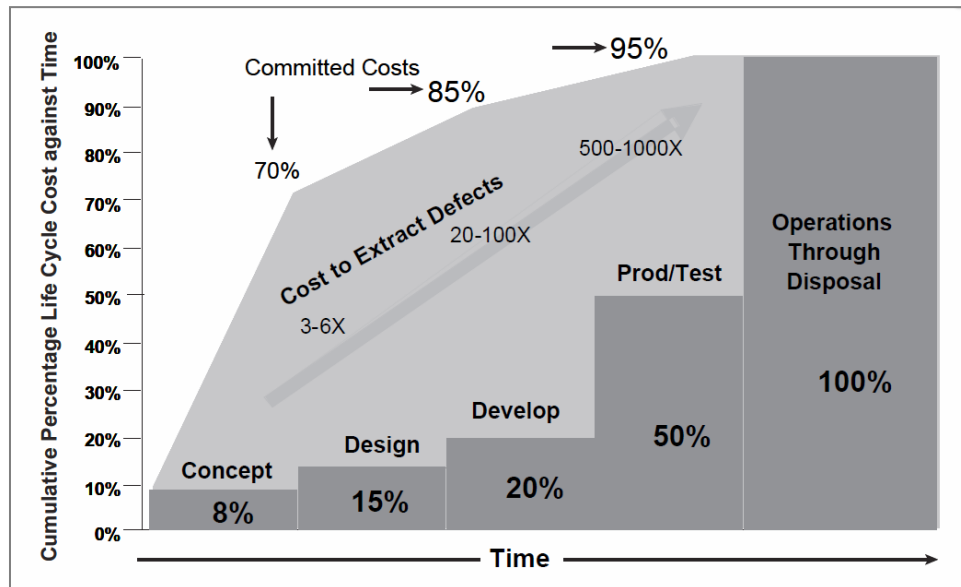 Cumulative Percentage Life Cycle Cost against Time
100%
90%
80%
70%
60%
50%
40%
30%
20%
10%
0%
Committed Costs
70%
85%
95%
Cost to Extract Defects
3-6X
20-100X
500-1000X
Concept
8%
Design
15%
Develop
20%
Prod/Test
50%
Operations
Through
Disposal
100%
Time